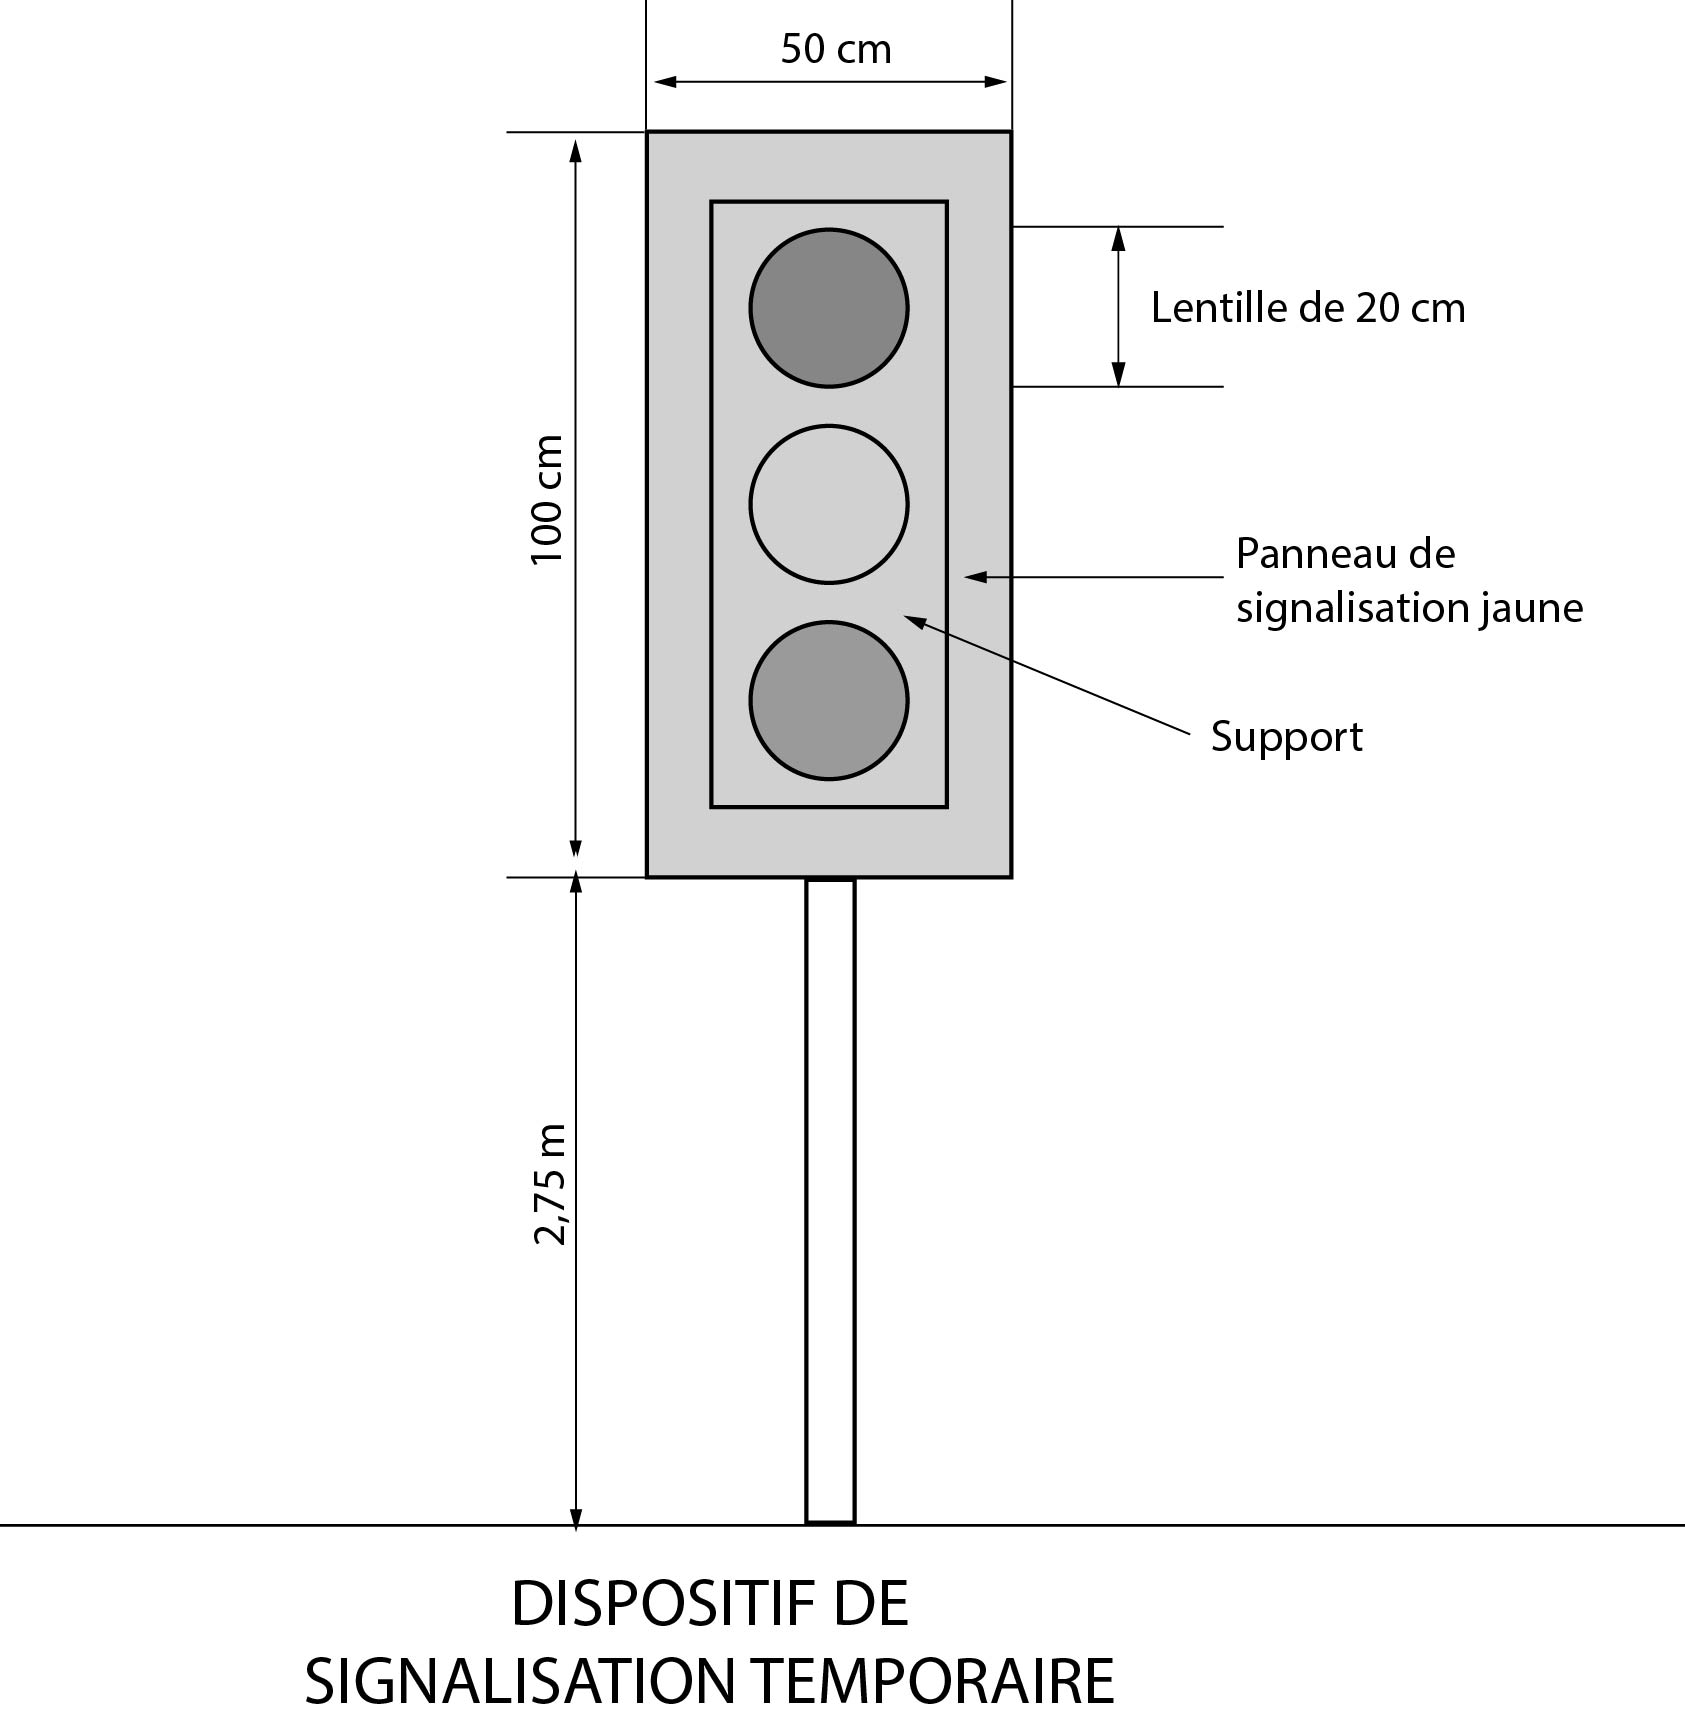 50 cm
Lentille de 20 cm
100 cm
Panneau de
signalisation jaune
Support
2,75 m
DISPOSITIF DE
SIGNALISATION TEMPORAIRE